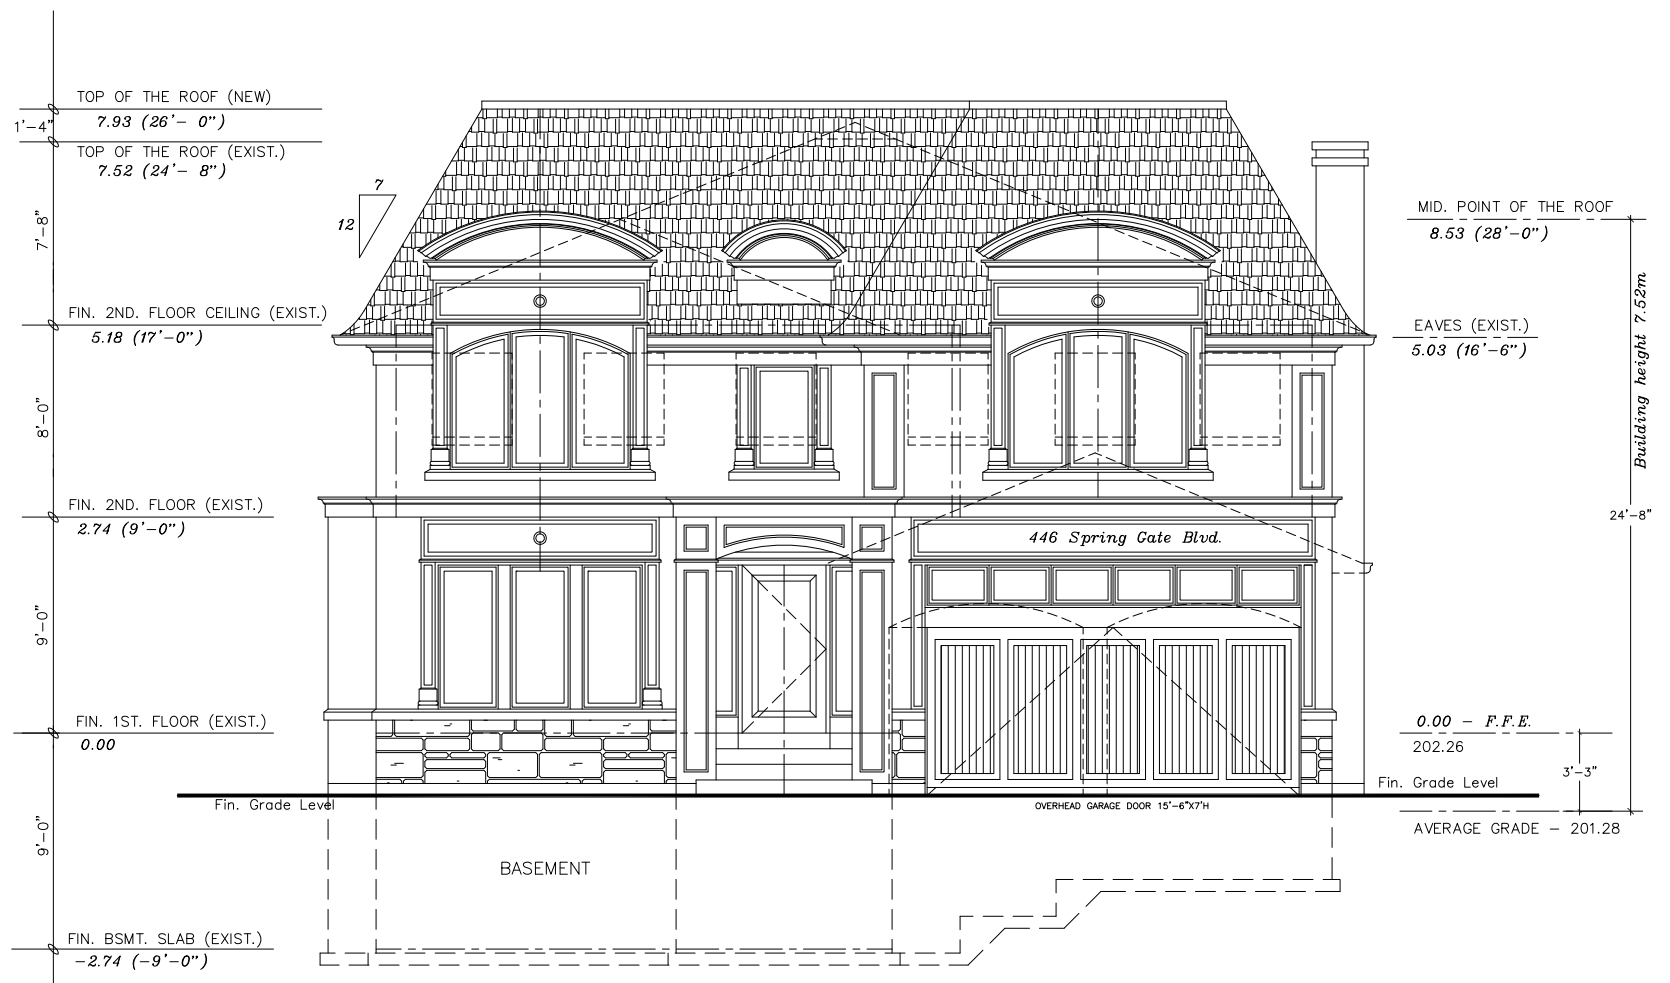 TOP OF THE ROOF (NEW)
7.93 (26'- 0")
1'-4"
TOP OF THE ROOF (EXIST.)
7.52 (24'- 8")
7
12
7'-8"
MID. POINT OF THE ROOF
8.53 (28'-0")
FIN. 2ND. FLOOR CEILING (EXIST.)
5.18 (17'-0")
EAVES (EXIST.)
5.03 (16'-6")
Building height 7.52m
8'-0"
FIN. 2ND. FLOOR (EXIST.)
2.74 (9'-0")
24'-8"
446 Spring Gate Blvd.
9'-0"
FIN. 1ST. FLOOR (EXIST.)
0.00
0.00 - F.F.E.
202.26
3'-3"
Fin. Grade Level
Fin. Grade Level
OVERHEAD GARAGE DOOR 15'-6"X7'H
AVERAGE GRADE - 201.28
9'-0"
BASEMENT
FIN. BSMT. SLAB (EXIST.)
-2.74 (-9'-0")